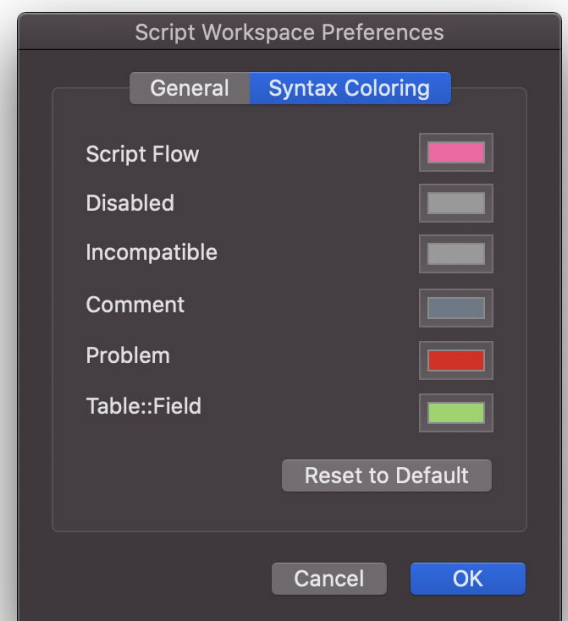 Script Workspace Preferences
General Syntax Coloring
Script Flow
Disabled
Incompatible
Comment
Problem
Table::Field
Reset to Default
Cancel OK